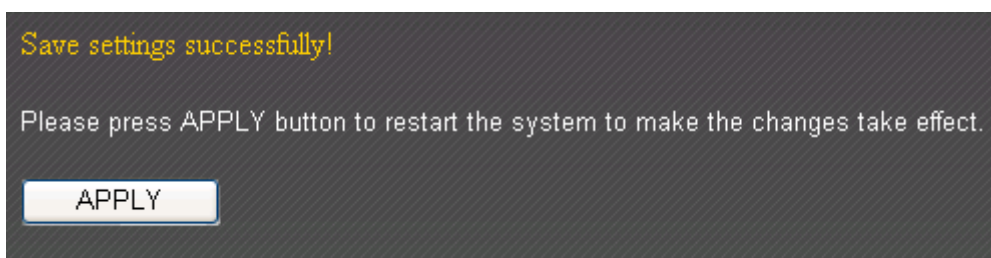 Save settings successfully!
Please press APPLY button to restart the system to make the changes take effect.
APPLY